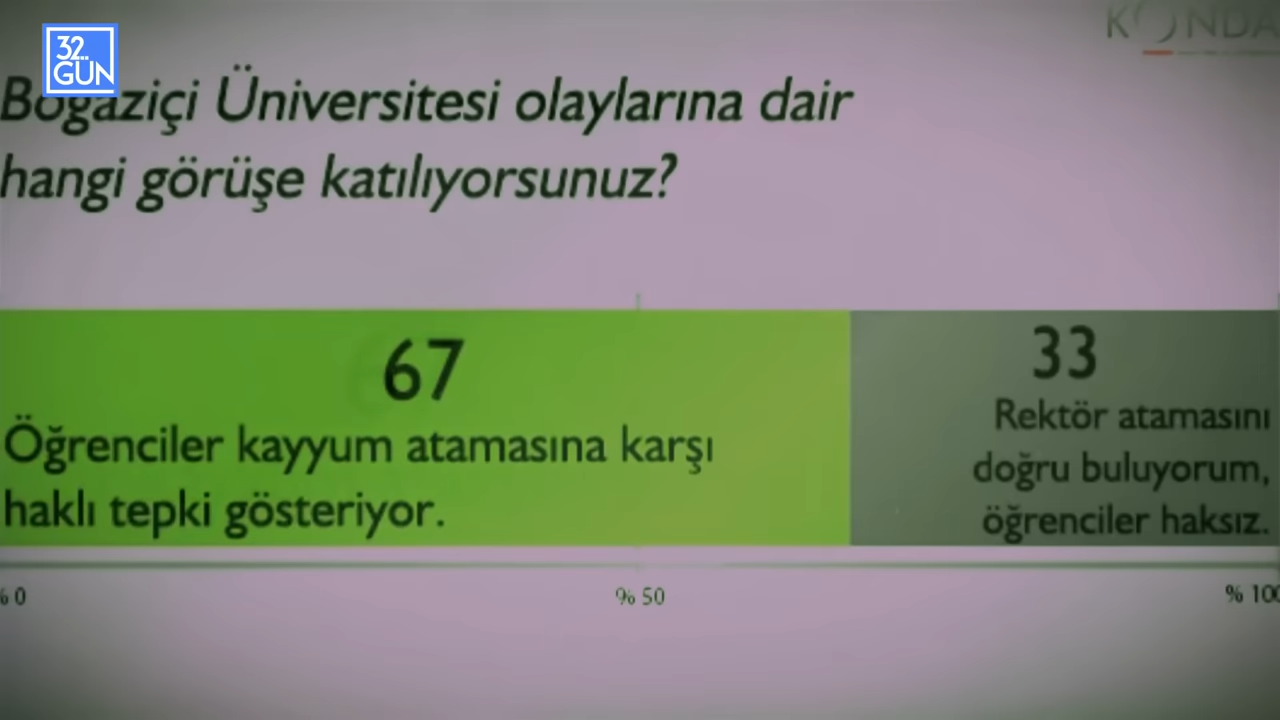 32.
GÜN
KONDA
Boğaziçi Üniversitesi olaylarına dair
hangi görüşe katılıyorsunuz?
67
Öğrenciler kayyum atamasına karşı
haklı tepki gösteriyor.
33
Rektör atamasını
doğru buluyorum,
öğrenciler haksız.
% 0
% 50
% 100